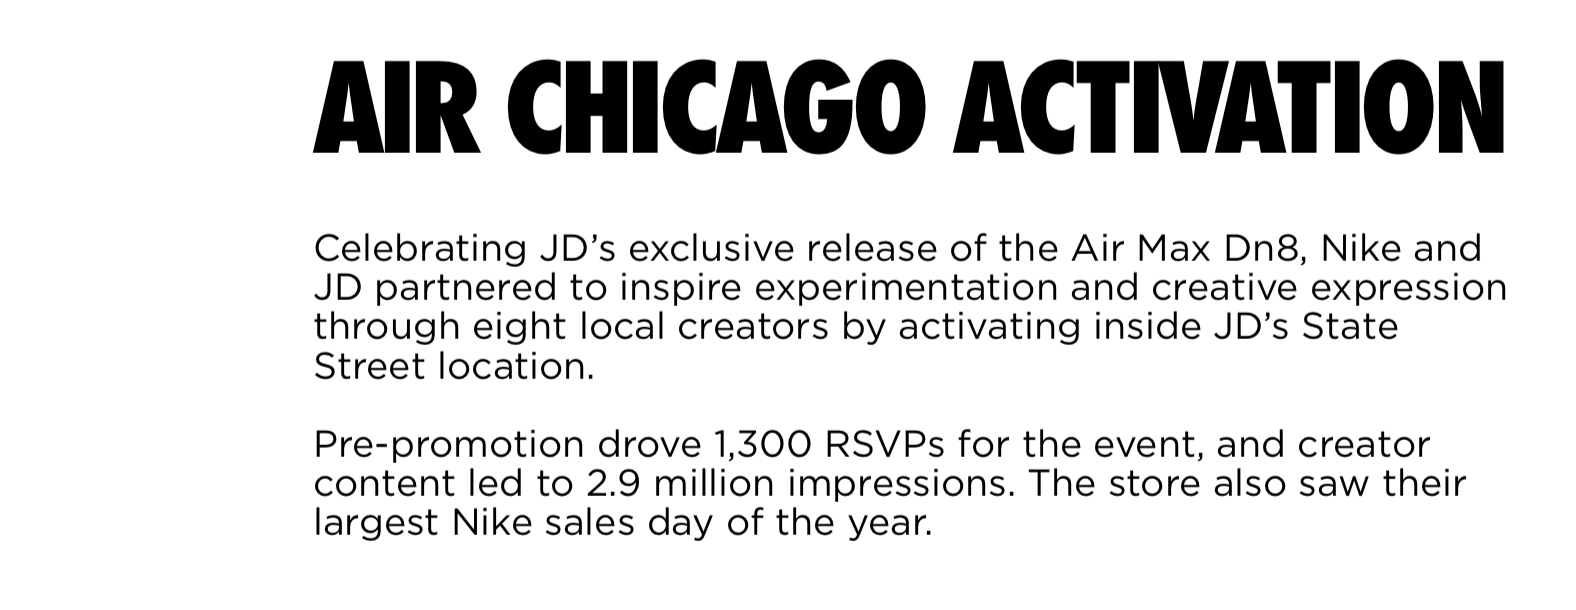 AIR CHICAGO ACTIVATION
Celebrating JD’s exclusive release of the Air Max Dn8, Nike and
JD partnered to inspire experimentation and creative expression
through eight local creators by activating inside JD’s State
Street location.
Pre-promotion drove 1,300 RSVPs for the event, and creator
content led to 2.9 million impressions. The store also saw their
largest Nike sales day of the year.